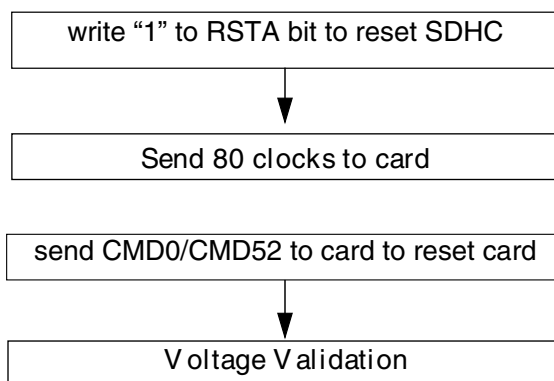 write “1” to RSTA bit to reset SDHC
Send 80 clocks to card
send CMD0/CMD52 to card to reset card
Voltage Validation